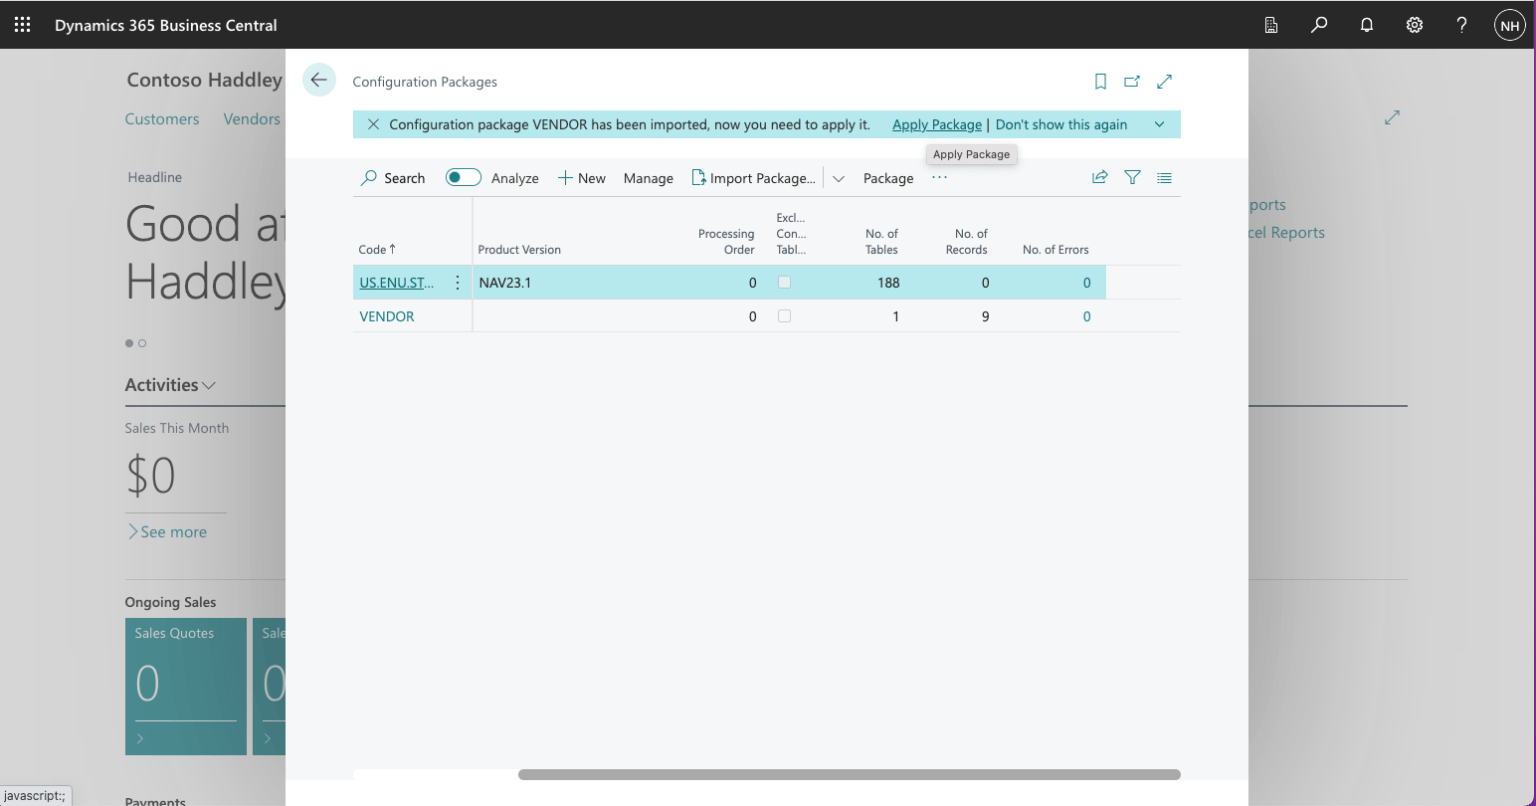 Dynamics 365 Business Central
NH
Contoso Haddley
Customers Vendors
Headline
Good af
Haddley
Activities
Sales This Month
$0
See more
Ongoing Sales
Sales Quotes
0
Sale
0
Payments
javascript:;
Configuration Packages
Configuration package VENDOR has been imported, now you need to apply it. Apply Package | Don't show this again
Apply Package
Search Analyze New Manage Import Package... Package ...
Code ↑ Product Version Processing Order Excl... Con... Tabl... No. of Tables No. of Records No. of Errors
US.ENU.ST... NAV23.1 0 188 0 0
VENDOR 0 1 9 0
ports
cel Reports